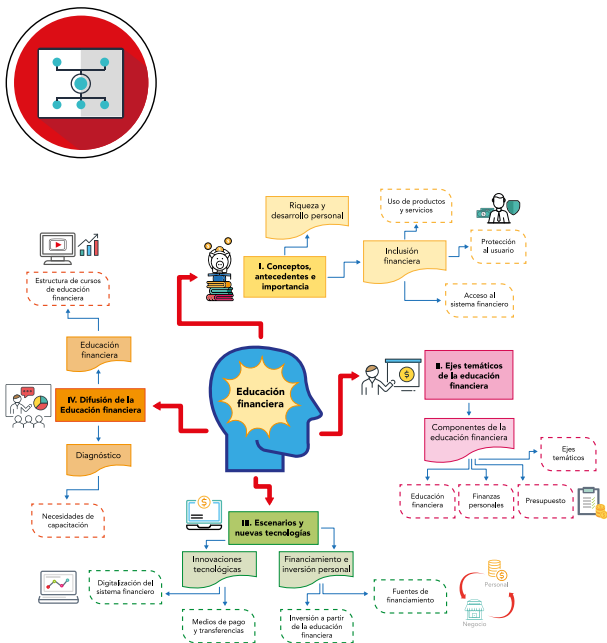 Riqueza y
desarrollo personal
Uso de productos
y servicios
I. Conceptos,
antecedentes e
importancia
Inclusión
financiera
Protección
al usuario
Acceso al
sistema financiero
Estructura de cursos
de educación
financiera
Educación
financiera
IV. Difusión de la
Educación financiera
Diagnóstico
Necesidades de
capacitación
Educación
financiera
II. Ejes temáticos
de la educación
financiera
Componentes de la
educación financiera
Ejes
temáticos
Educación
financiera
Finanzas
personales
Presupuesto
III. Escenarios y
nuevas tecnologías
Innovaciones
tecnológicas
Financiamiento e
inversión personal
Digitalización del
sistema financiero
Medios de pago
y transferencias
Inversión a partir
de la educación
financiera
Fuentes de
financiamiento
Personal
Negocio